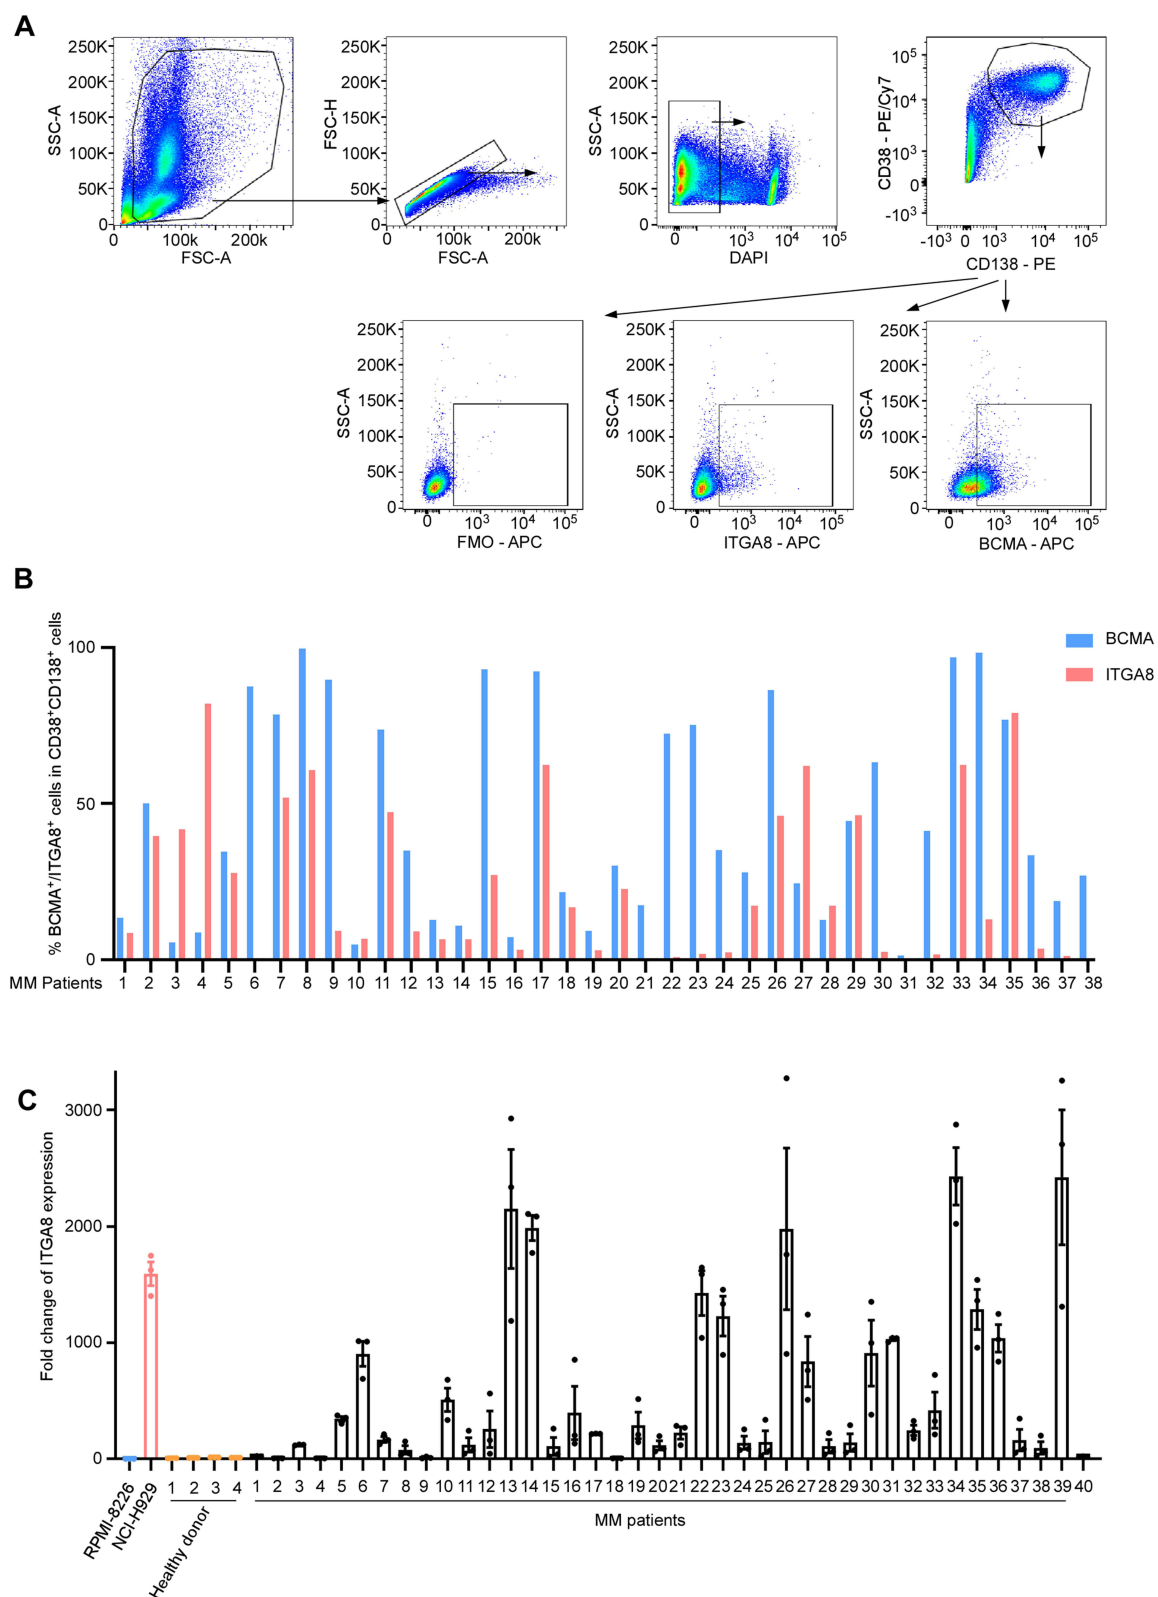 A
250K
200K
150K
100K
50K
0
SSC-A
0
100k
200k
FSC-A
250K
200K
150K
100K
50K
0
FSC-H
0
100k
200K
FSC-A
250K
200K
150K
100K
50K
0
SSC-A
0
10³
10⁴
10⁵
DAPI
10⁵
10⁴
10³
0
-10³
CD38 - PE/Cy7
-10³
0
10³
10⁴
10⁵
CD138 - PE
250K
200K
150K
100K
50K
0
SSC-A
0
10³
10⁴
10⁵
FMO - APC
250K
200K
150K
100K
50K
0
SSC-A
0
10³
10⁴
10⁵
ITGA8 - APC
250K
200K
150K
100K
50K
0
SSC-A
0
10³
10⁴
10⁵
BCMA - APC
B
% BCMA⁺/ITGA8⁺ cells in CD38⁺CD138⁺ cells
100
50
0
BCMA
ITGA8
MM Patients 1 2 3 4 5 6 7 8 9 10 11 12 13 14 15 16 17 18 19 20 21 22 23 24 25 26 27 28 29 30 31 32 33 34 35 36 37 38
C
Fold change of ITGA8 expression
3000
2000
1000
0
RPMI-8226
NCI-H929
1 2 3 4
Healthy donor
1 2 3 4 5 6 7 8 9 10 11 12 13 14 15 16 17 18 19 20 21 22 23 24 25 26 27 28 29 30 31 32 33 34 35 36 37 38 39 40
MM patients